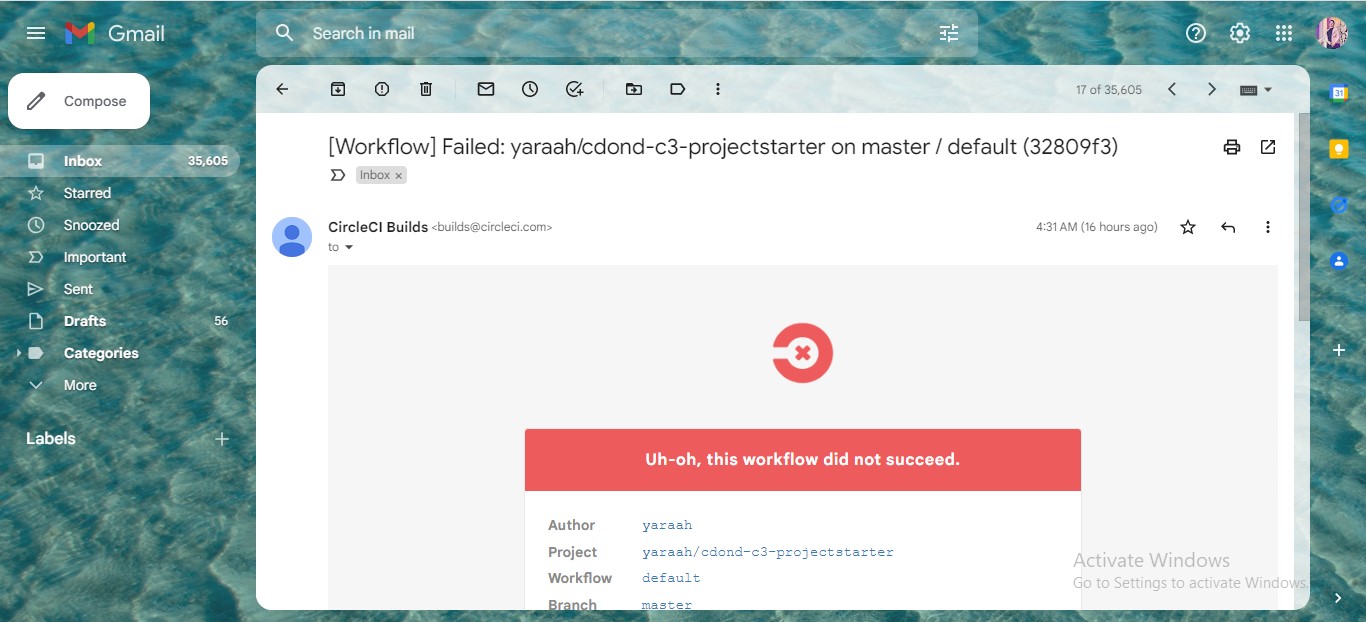 Gmail
Search in mail
Compose
17 of 35,605
Inbox 35,605
Starred
Snoozed
Important
Sent
Drafts 56
Categories
More
Labels
[Workflow] Failed: yaraah/cdond-c3-projectstarter on master / default (32809f3)
Inbox ×
CircleCI Builds <builds@circleci.com>
4:31 AM (16 hours ago)
to
Uh-oh, this workflow did not succeed.
Author yaraah
Project yaraah/cdond-c3-projectstarter
Workflow default
Branch master
Activate Windows
Go to Settings to activate Windows.
31